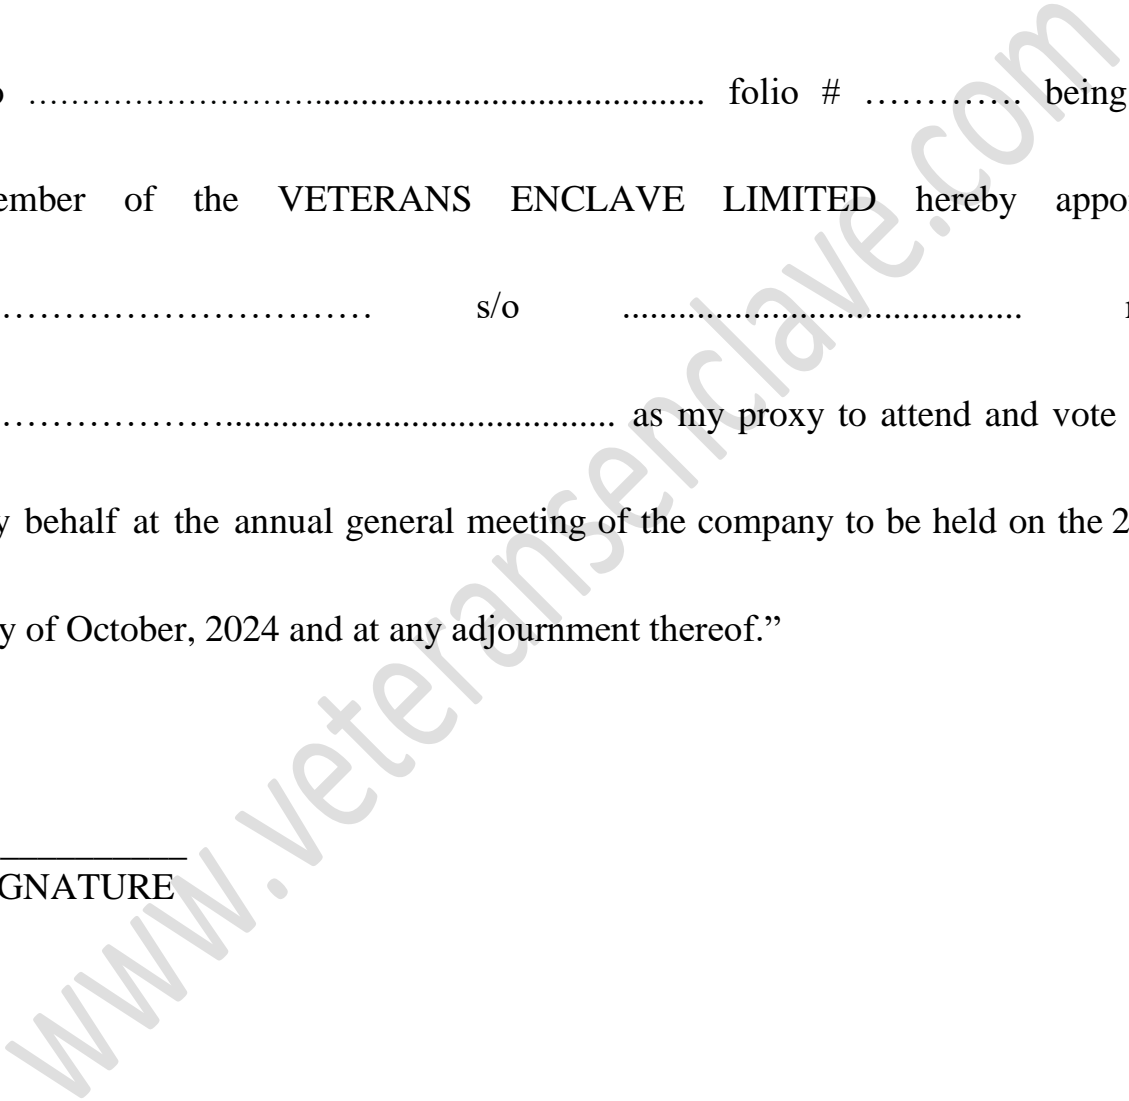 o ………………………......................................... folio # …………. being
ember of the VETERANS ENCLAVE LIMITED hereby appoi
………………………… s/o ........................................
…………………....................................... as my proxy to attend and vote
y behalf at the annual general meeting of the company to be held on the 2
y of October, 2024 and at any adjournment thereof.”
__________
GNATURE
www.veteransenclave.com